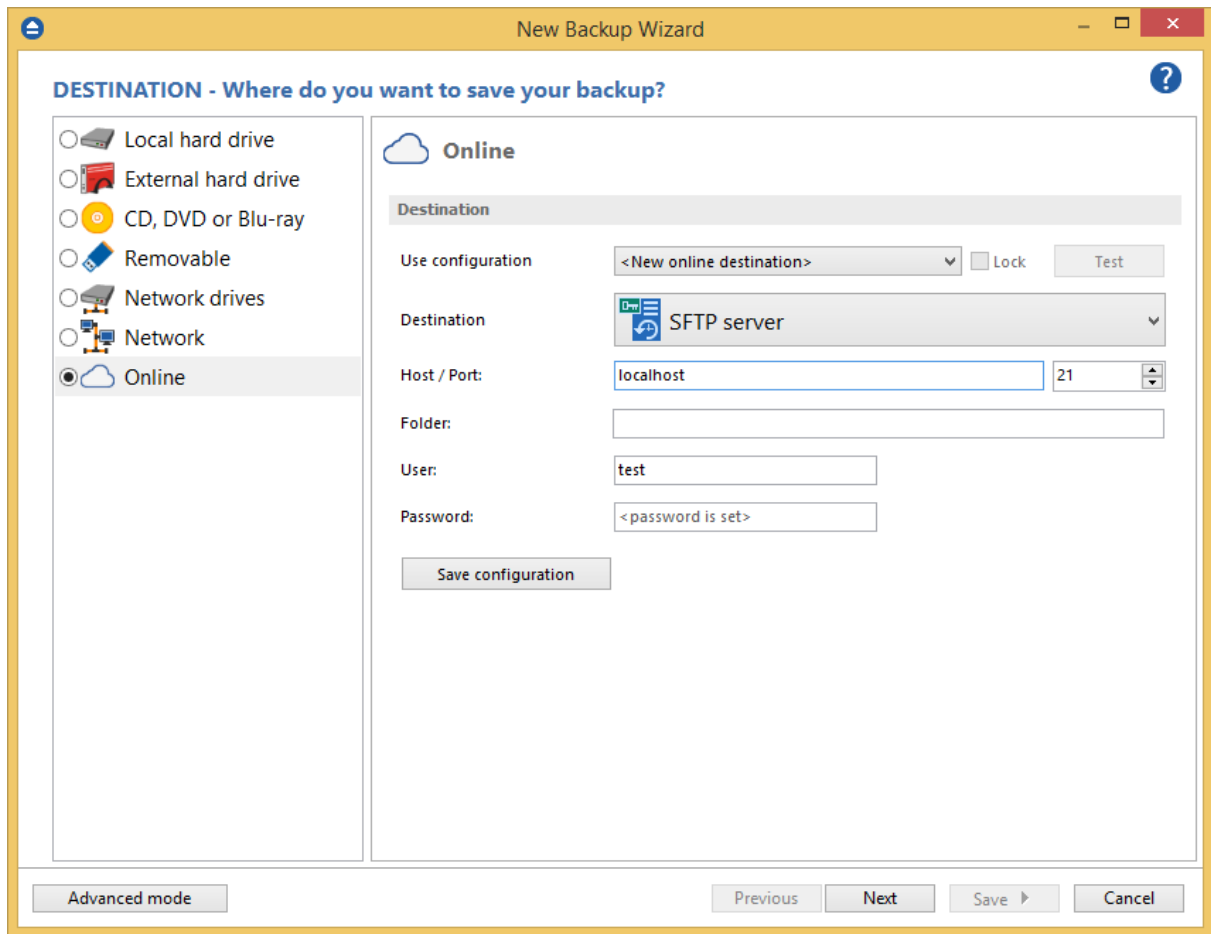 New Backup Wizard
DESTINATION - Where do you want to save your backup?
?
Local hard drive
External hard drive
CD, DVD or Blu-ray
Removable
Network drives
Network
Online
Online
Destination
Use configuration <New online destination> Lock Test
Destination SFTP server
Host / Port: localhost 21
Folder:
User: test
Password: <password is set>
Save configuration
Advanced mode Previous Next Save Cancel